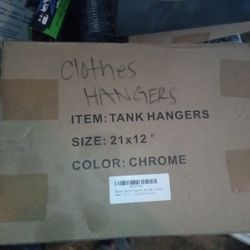 Clothes
HANGERS
ITEM: TANK HANGERS
SIZE: 21x12"
COLOR: CHROME